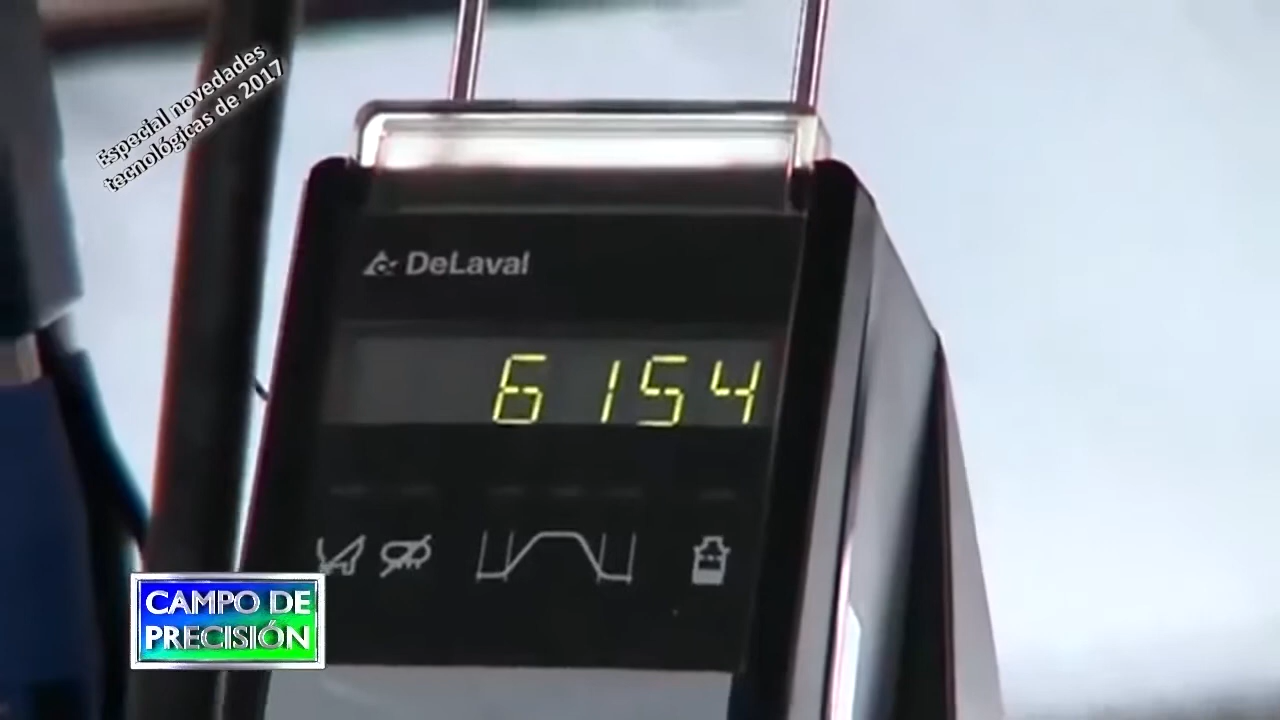 Especial novedades
tecnológicas de 2017
DeLaval
6154
CAMPO DE
PRECISIÓN